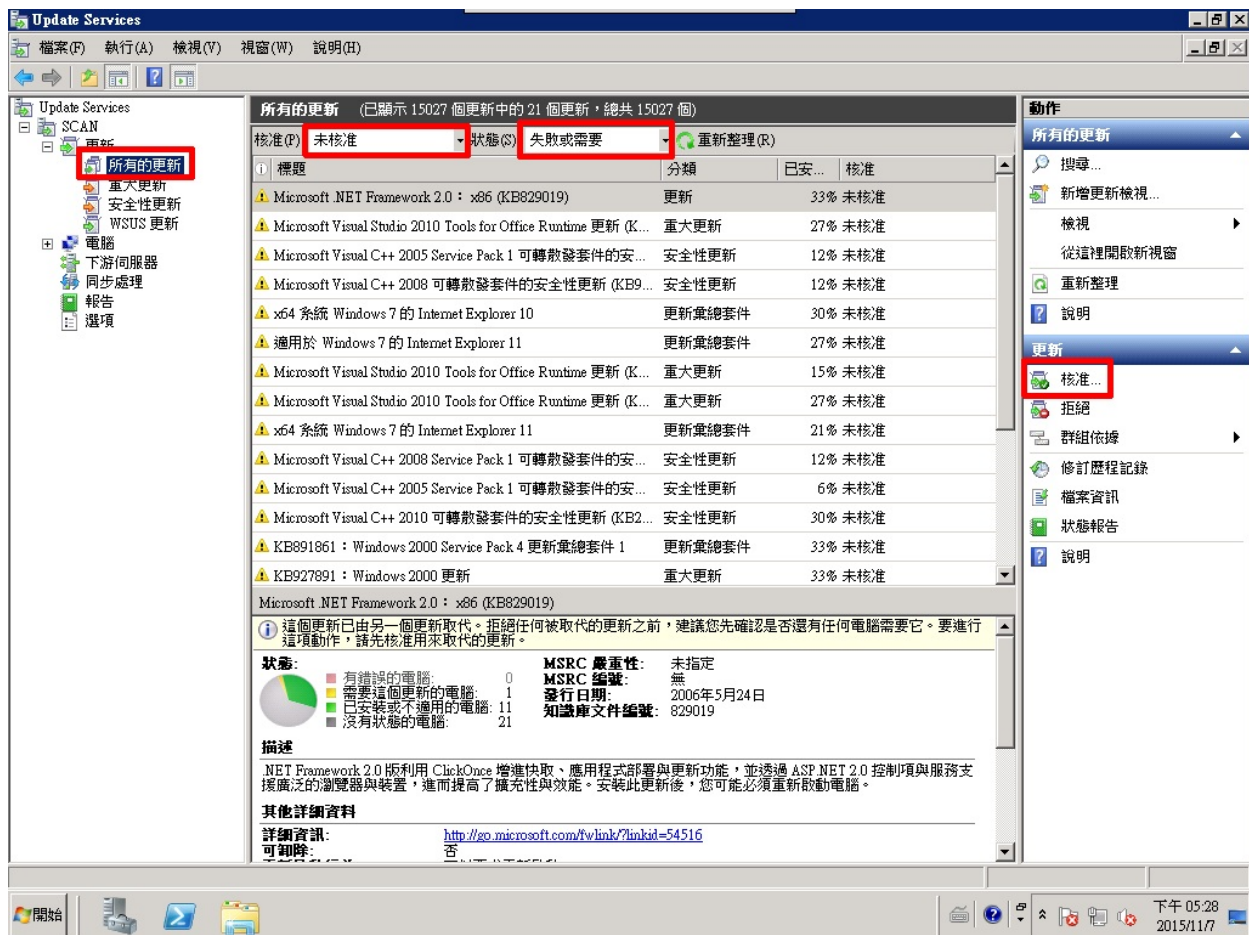 Update Services
檔案(F) 執行(A) 檢視(V) 視窗(W) 說明(H)
Update Services
SCAN
更新
所有的更新
重大更新
安全性更新
WSUS 更新
電腦
下游伺服器
同步處理
報告
選項
所有的更新 (已顯示 15027 個更新中的 21 個更新，總共 15027 個)
核准(P) 未核准 狀態(S) 失敗或需要 重新整理(R)
標題 分類 已安... 核准
Microsoft .NET Framework 2.0： x86 (KB829019) 更新 33% 未核准
Microsoft Visual Studio 2010 Tools for Office Runtime 更新 (K... 重大更新 27% 未核准
Microsoft Visual C++ 2005 Service Pack 1 可轉散發套件的安... 安全性更新 12% 未核准
Microsoft Visual C++ 2008 可轉散發套件的安全性更新 (KB9... 安全性更新 12% 未核准
x64 系統 Windows 7 的 Internet Explorer 10 更新彙總套件 30% 未核准
適用於 Windows 7 的 Internet Explorer 11 更新彙總套件 27% 未核准
Microsoft Visual Studio 2010 Tools for Office Runtime 更新 (K... 重大更新 15% 未核准
Microsoft Visual Studio 2010 Tools for Office Runtime 更新 (K... 重大更新 27% 未核准
x64 系統 Windows 7 的 Internet Explorer 11 更新彙總套件 21% 未核准
Microsoft Visual C++ 2008 Service Pack 1 可轉散發套件的安... 安全性更新 12% 未核准
Microsoft Visual C++ 2005 Service Pack 1 可轉散發套件的安... 安全性更新 6% 未核准
Microsoft Visual C++ 2010 可轉散發套件的安全性更新 (KB2... 安全性更新 30% 未核准
KB891861：Windows 2000 Service Pack 4 更新彙總套件 1 更新彙總套件 33% 未核准
KB927891：Windows 2000 更新 重大更新 33% 未核准
Microsoft .NET Framework 2.0： x86 (KB829019)
這個更新已由另一個更新取代。拒絕任何被取代的更新之前，建議您先確認是否還有任何電腦需要它。要進行
這項動作，請先核准用來取代的更新。
狀態:
有錯誤的電腦: 0
需要這個更新的電腦: 1
已安裝或不適用的電腦: 11
沒有狀態的電腦: 21
MSRC 嚴重性: 未指定
MSRC 編號: 無
發行日期: 2006年5月24日
知識庫文件編號: 829019
描述
.NET Framework 2.0 版利用 ClickOnce 增進快取、應用程式部署與更新功能，並透過 ASP.NET 2.0 控制項與服務支
援廣泛的瀏覽器與裝置，進而提高了擴充性與效能。安裝此更新後，您可能必須重新啟動電腦。
其他詳細資料
詳細資訊: http://go.microsoft.com/fwlink/?linkid=54516
可卸除: 否
動作
所有的更新
搜尋...
新增更新檢視...
檢視
從這裡開啟新視窗
重新整理
說明
更新
核准...
拒絕
群組依據
修訂歷程記錄
檔案資訊
狀態報告
說明
開始
下午 05:28
2015/11/7